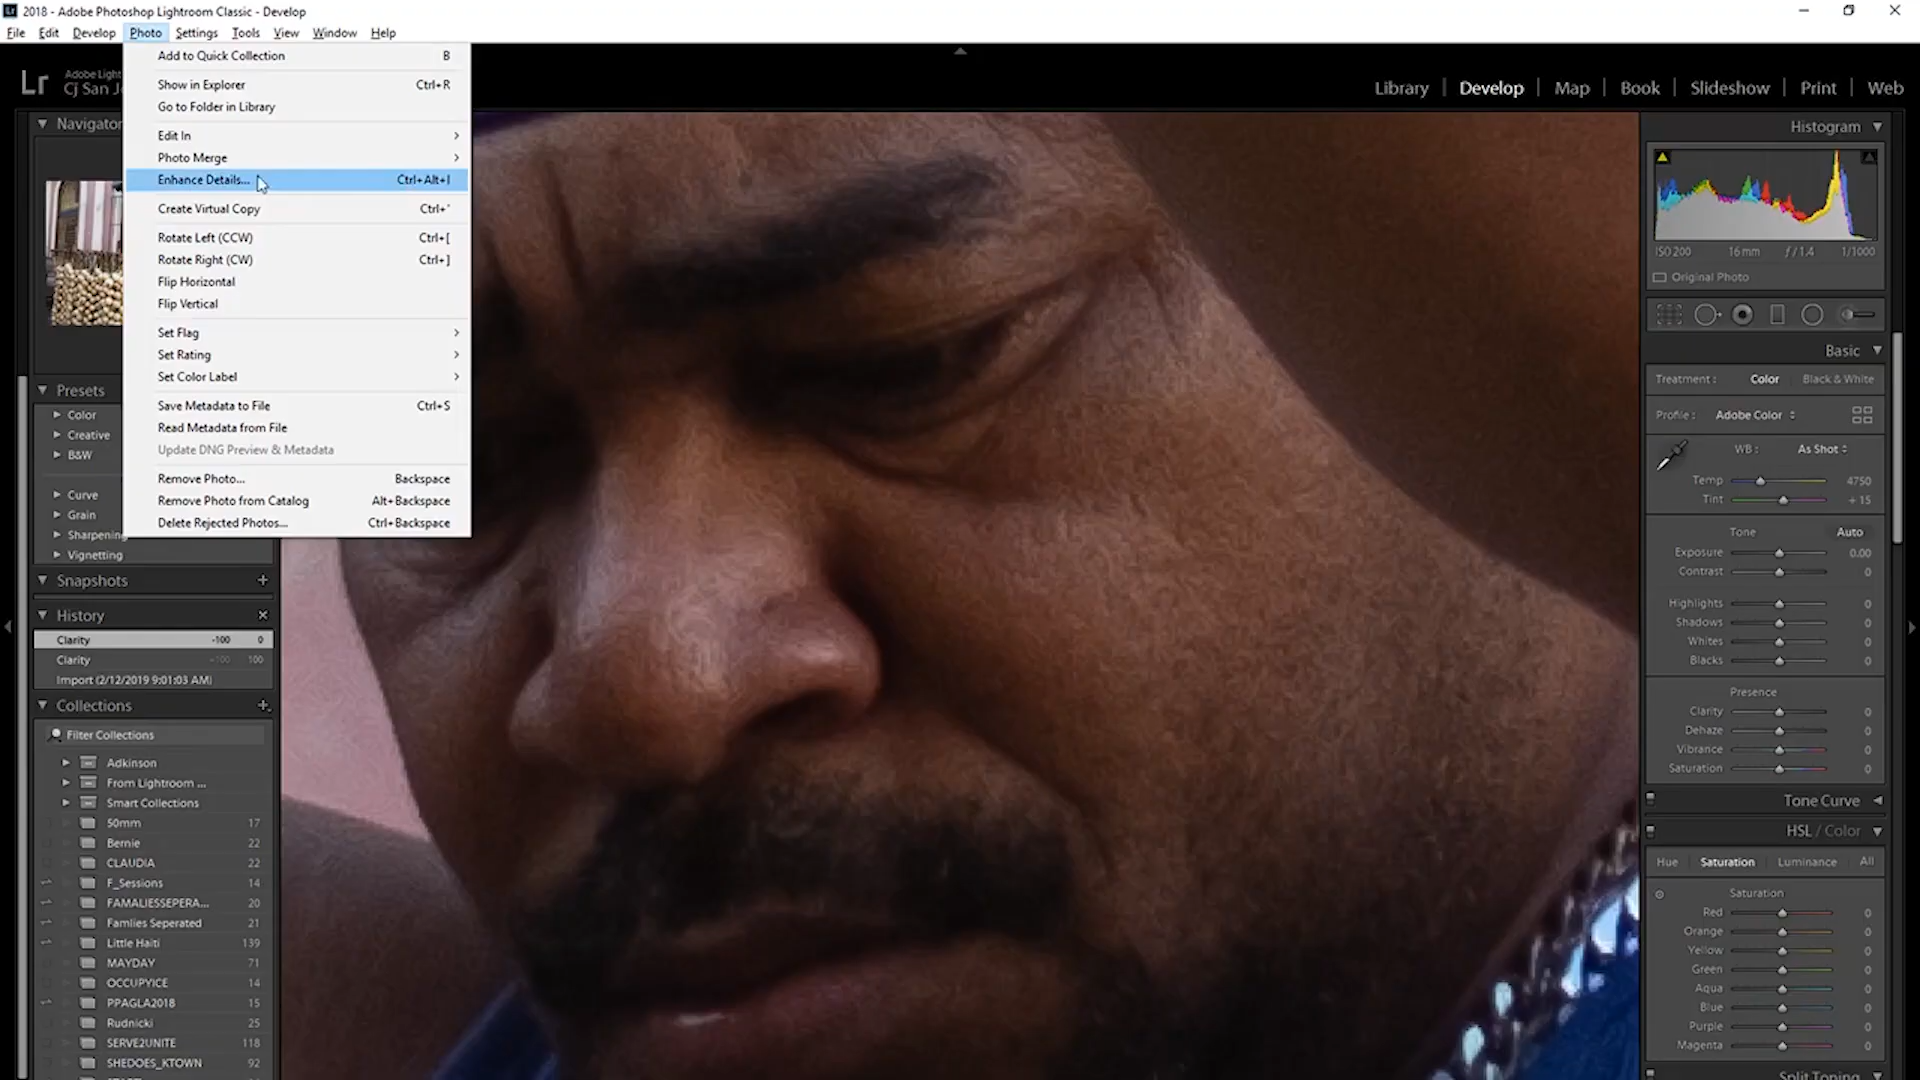 2018 - Adobe Photoshop Lightroom Classic - Develop
File Edit Develop Photo Settings Tools View Window Help
Add to Quick Collection B
Show in Explorer Ctrl+R
Go to Folder in Library
Edit In
Photo Merge
Enhance Details... Ctrl+Alt+I
Create Virtual Copy Ctrl+'
Rotate Left (CCW) Ctrl+[
Rotate Right (CW) Ctrl+]
Flip Horizontal
Flip Vertical
Set Flag
Set Rating
Set Color Label
Save Metadata to File Ctrl+S
Read Metadata from File
Update DNG Preview & Metadata
Remove Photo... Backspace
Remove Photo from Catalog Alt+Backspace
Delete Rejected Photos... Ctrl+Backspace
Lr
Adobe Light
Cj San J
Library Develop Map Book Slideshow Print Web
Navigator
Presets
Color
Creative
B&W
Curve
Grain
Sharpening
Vignetting
Snapshots +
History
Clarity -100 0
Clarity -100 100
Import (2/12/2019 9:01:03 AM)
Collections +
Filter Collections
Adkinson
From Lightroom ...
Smart Collections
50mm 17
Bernie 22
CLAUDIA 22
F_Sessions 14
FAMALIESSEPERA... 20
Famlies Seperated 21
Little Haiti 139
MAYDAY 71
OCCUPYICE 14
PPAGLA2018 15
Rudnicki 25
SERVE2UNITE 118
SHEDOES_KTOWN 92
Histogram
ISO 200 16 mm ƒ / 1.4 1/1000
Original Photo
Basic
Treatment : Color Black & White
Profile : Adobe Color
WB : As Shot
Temp 4750
Tint + 15
Tone Auto
Exposure 0.00
Contrast 0
Highlights 0
Shadows 0
Whites 0
Blacks 0
Presence
Clarity 0
Dehaze 0
Vibrance 0
Saturation 0
Tone Curve
HSL / Color
Hue Saturation Luminance All
Saturation
Red 0
Orange 0
Yellow 0
Green 0
Aqua 0
Blue 0
Purple 0
Magenta 0
Split Toning